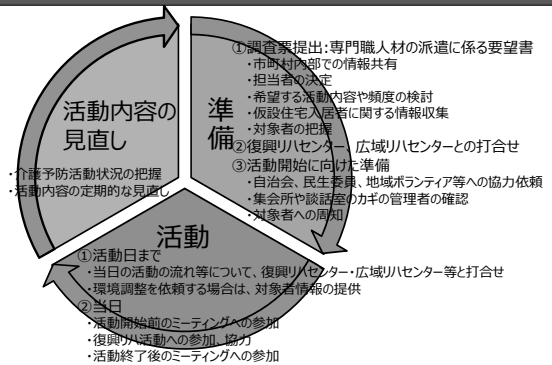 準備
①調査票提出:専門職人材の派遣に係る要望書
・市町村内部での情報共有
・担当者の決定
・希望する活動内容や頻度の検討
・仮設住宅入居者に関する情報収集
・対象者の把握
②復興リハセンター、広域リハセンターとの打合せ
③活動開始に向けた準備
・自治会、民生委員、地域ボランティア等への協力依頼
・集会所や談話室のカギの管理者の確認
・対象者への周知
活動
①活動日まで
・当日の活動の流れ等について、復興リハセンター・広域リハセンター等と打合せ
・環境調整を依頼する場合は、対象者情報の提供
②当日
・活動開始前のミーティングへの参加
・復興リハ活動への参加、協力
・活動終了後のミーティングへの参加
活動内容の
見直し
・介護予防活動状況の把握
・活動内容の定期的な見直し